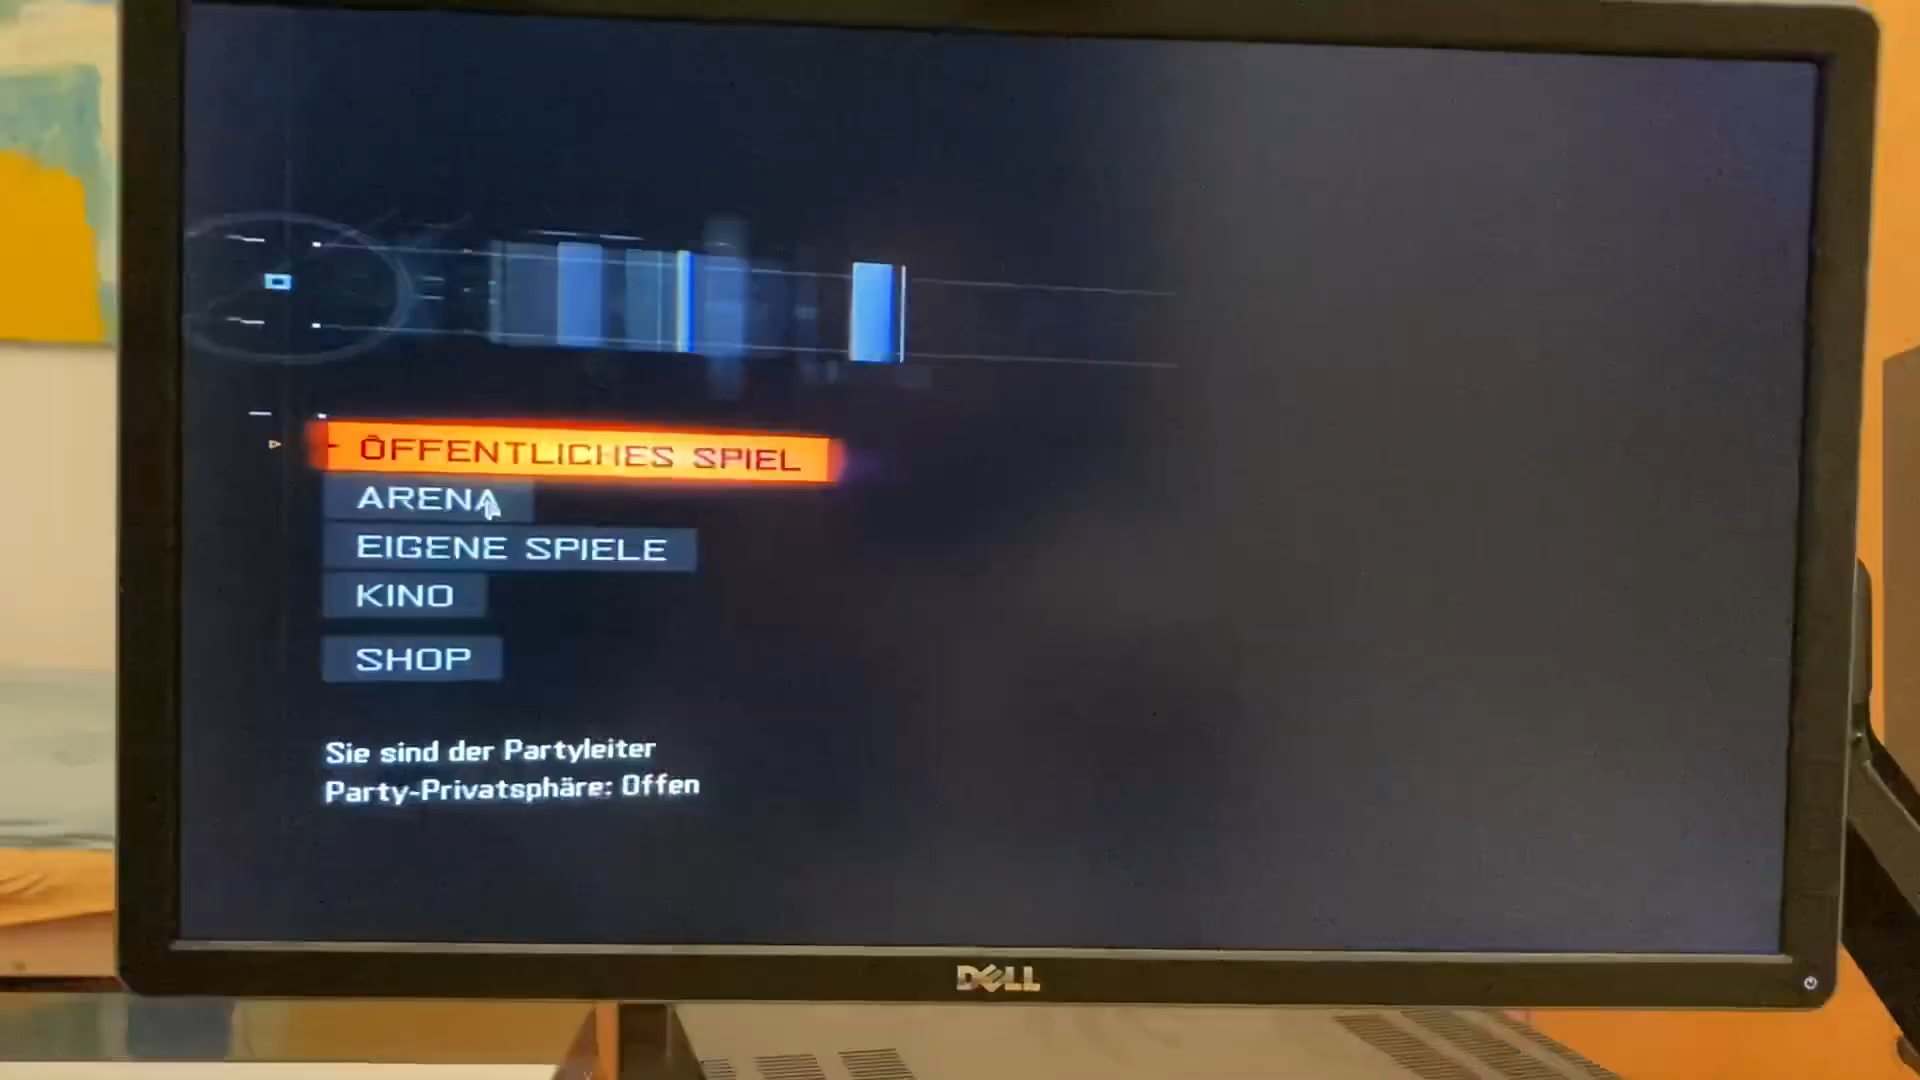 ÖFFENTLICHES SPIEL
ARENA
EIGENE SPIELE
KINO
SHOP
Sie sind der Partyleiter
Party-Privatsphäre: Offen
DELL